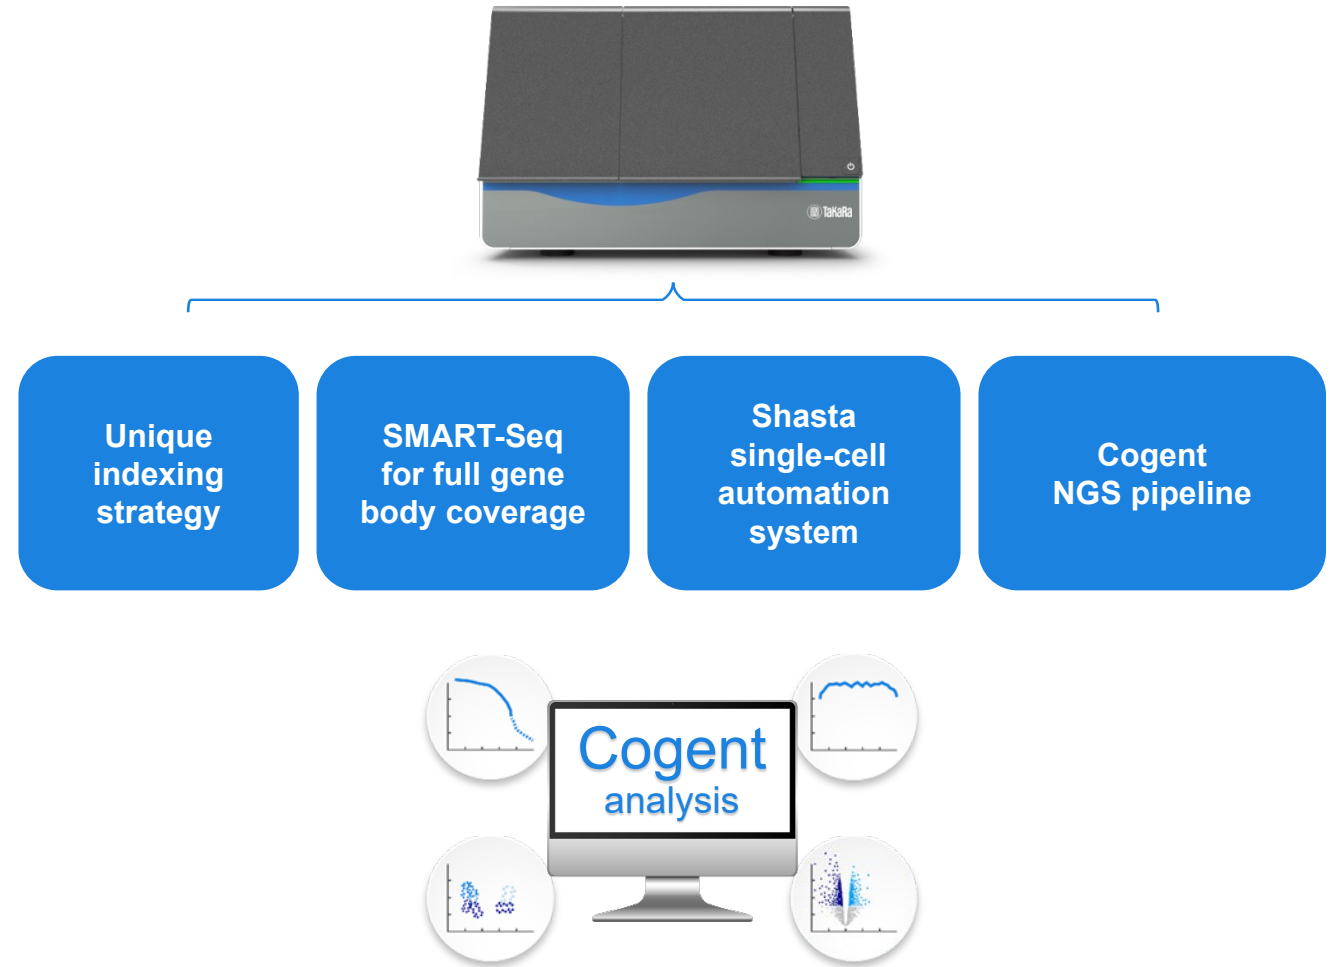 TaKaRa
Unique
indexing
strategy
SMART-Seq
for full gene
body coverage
Shasta
single-cell
automation
system
Cogent
NGS pipeline
Cogent
analysis